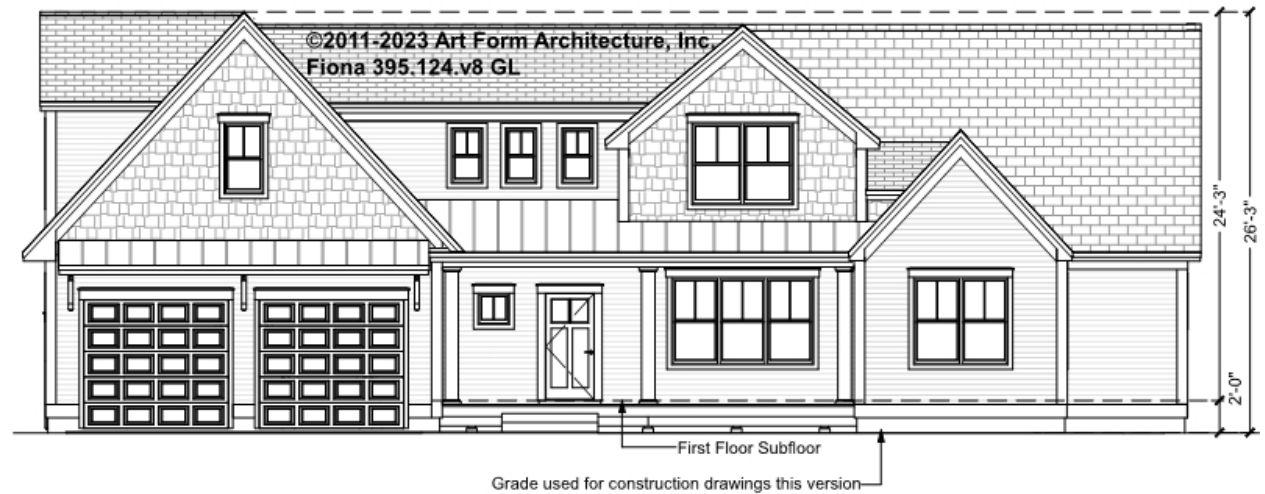 ©2011-2023 Art Form Architecture, Inc.
Fiona 395.124.v8 GL
24'-3"
26'-3"
2'-0"
First Floor Subfloor
Grade used for construction drawings this version